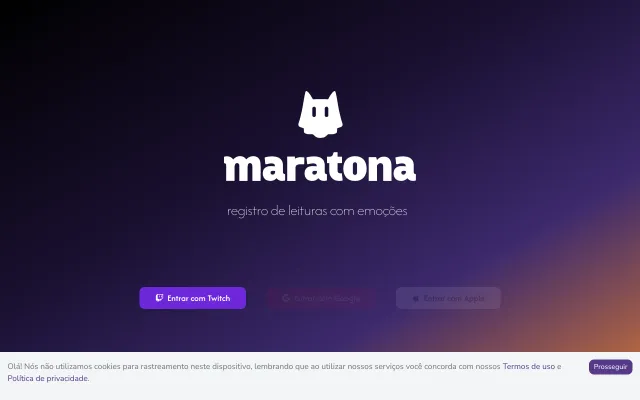 maratona
registro de leituras com emoções
Entrar com Twitch
Entrar com Google
Entrar com Apple
Olá! Nós não utilizamos cookies para rastreamento neste dispositivo, lembrando que ao utilizar nossos serviços você concorda com nossos Termos de uso e
Política de privacidade.
Prosseguir